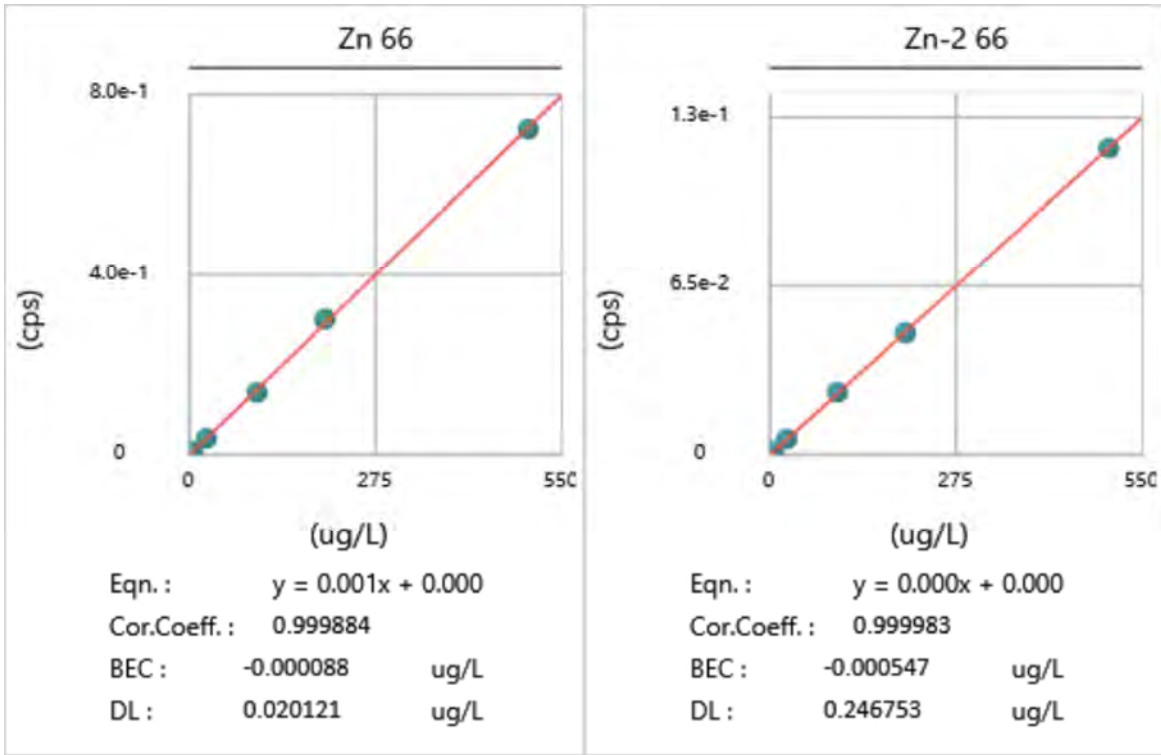 Zn 66
8.0e-1
4.0e-1
0
0 275 550
(cps)
(ug/L)
Eqn. : y = 0.001x + 0.000
Cor.Coeff. : 0.999884
BEC : -0.000088 ug/L
DL : 0.020121 ug/L
Zn-2 66
1.3e-1
6.5e-2
0
0 275 550
(cps)
(ug/L)
Eqn. : y = 0.000x + 0.000
Cor.Coeff. : 0.999983
BEC : -0.000547 ug/L
DL : 0.246753 ug/L